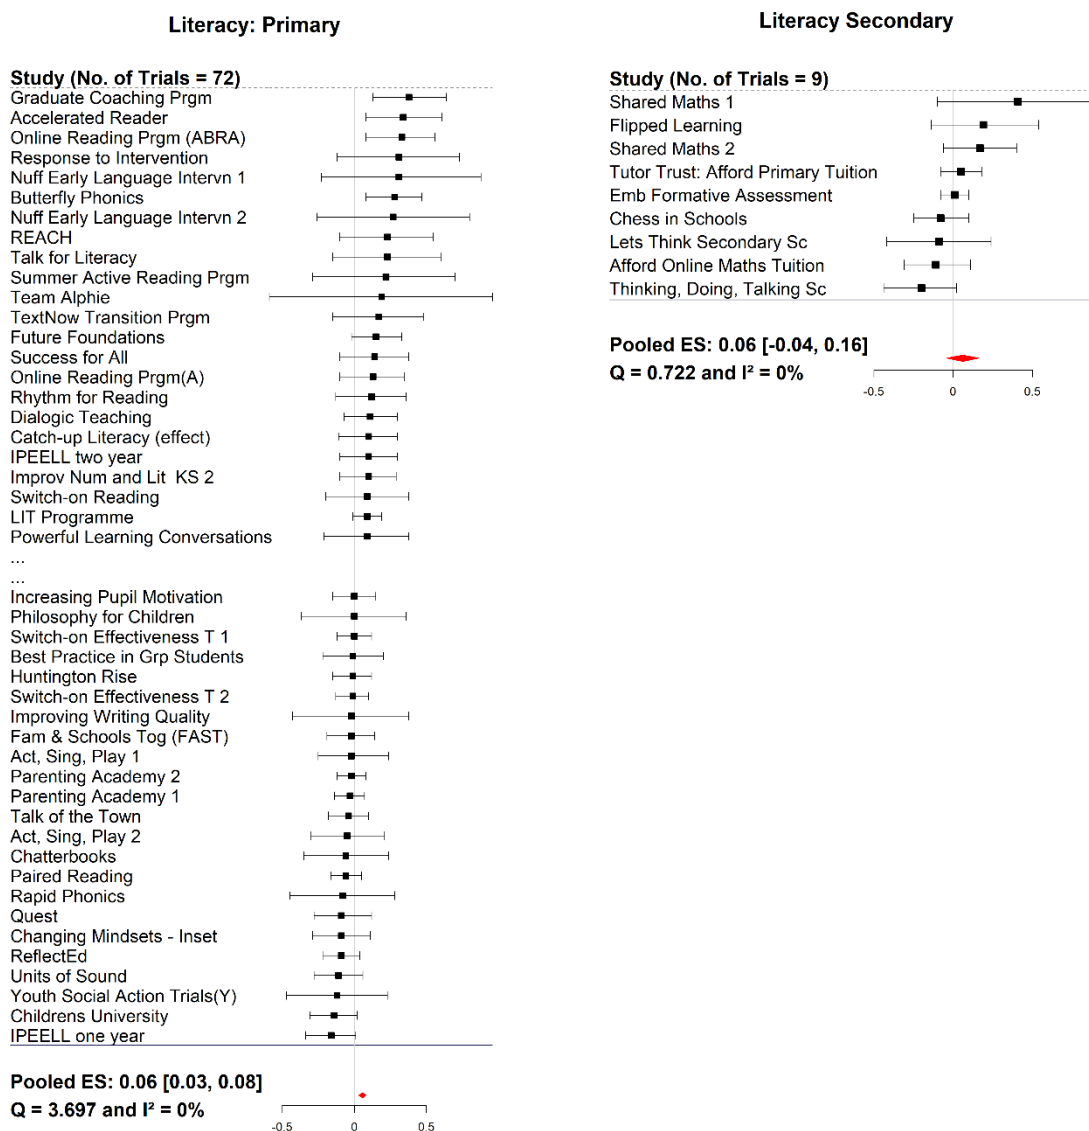 Literacy: Primary
Study (No. of Trials = 72)
Graduate Coaching Prgm
Accelerated Reader
Online Reading Prgm (ABRA)
Response to Intervention
Nuff Early Language Intervn 1
Butterfly Phonics
Nuff Early Language Intervn 2
REACH
Talk for Literacy
Summer Active Reading Prgm
Team Alphie
TextNow Transition Prgm
Future Foundations
Success for All
Online Reading Prgm(A)
Rhythm for Reading
Dialogic Teaching
Catch-up Literacy (effect)
IPEELL two year
Improv Num and Lit KS 2
Switch-on Reading
LIT Programme
Powerful Learning Conversations
...
...
Increasing Pupil Motivation
Philosophy for Children
Switch-on Effectiveness T 1
Best Practice in Grp Students
Huntington Rise
Switch-on Effectiveness T 2
Improving Writing Quality
Fam & Schools Tog (FAST)
Act, Sing, Play 1
Parenting Academy 2
Parenting Academy 1
Talk of the Town
Act, Sing, Play 2
Chatterbooks
Paired Reading
Rapid Phonics
Quest
Changing Mindsets - Inset
ReflectEd
Units of Sound
Youth Social Action Trials(Y)
Childrens University
IPEELL one year
Pooled ES: 0.06 [0.03, 0.08]
Q = 3.697 and I² = 0%
-0.5 0 0.5
Literacy Secondary
Study (No. of Trials = 9)
Shared Maths 1
Flipped Learning
Shared Maths 2
Tutor Trust: Afford Primary Tuition
Emb Formative Assessment
Chess in Schools
Lets Think Secondary Sc
Afford Online Maths Tuition
Thinking, Doing, Talking Sc
Pooled ES: 0.06 [-0.04, 0.16]
Q = 0.722 and I² = 0%
-0.5 0 0.5